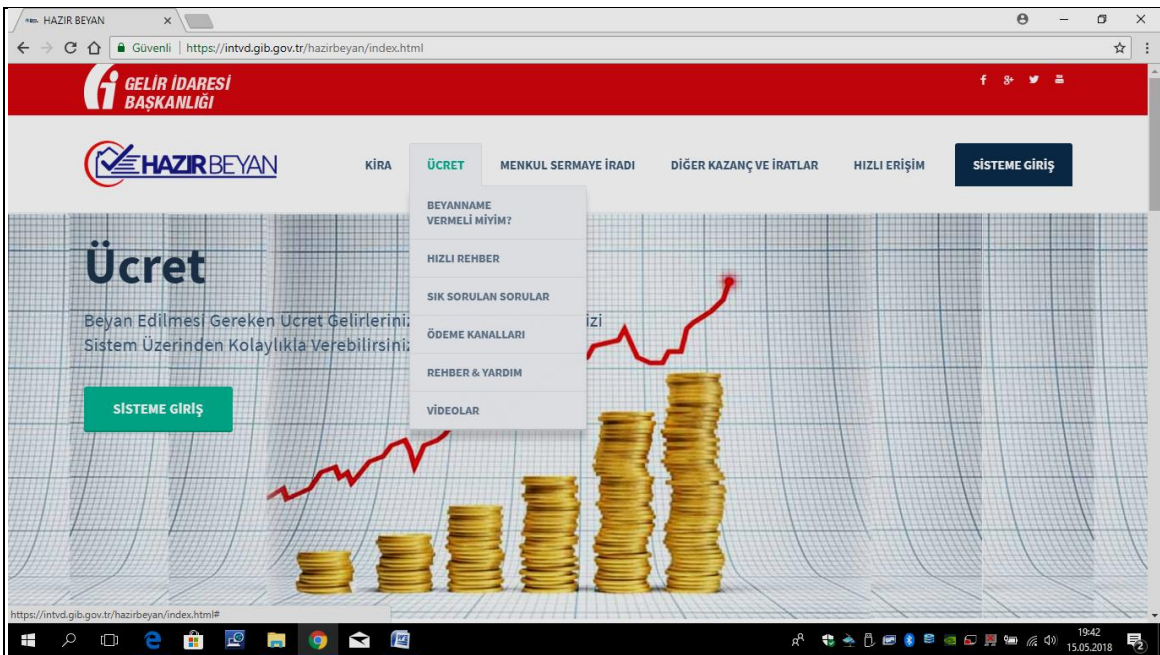 HAZIR BEYAN
Güvenli | https://intvd.gib.gov.tr/hazirbeyan/index.html
GELİR İDARESİ
BAŞKANLIĞI
HAZIRBEYAN
KİRA
ÜCRET
MENKUL SERMAYE İRADI
DİĞER KAZANÇ VE İRATLAR
HIZLI ERİŞİM
SİSTEME GİRİŞ
BEYANNAME
VERMELİ MİYİM?
HIZLI REHBER
SIK SORULAN SORULAR
ÖDEME KANALLARI
REHBER & YARDIM
VİDEOLAR
Ücret
Beyan Edilmesi Gereken Ücret Gelirleriniz
izi
Sistem Üzerinden Kolaylıkla Verebilirsiniz
SİSTEME GİRİŞ
https://intvd.gib.gov.tr/hazirbeyan/index.html#
19:42
15.05.2018